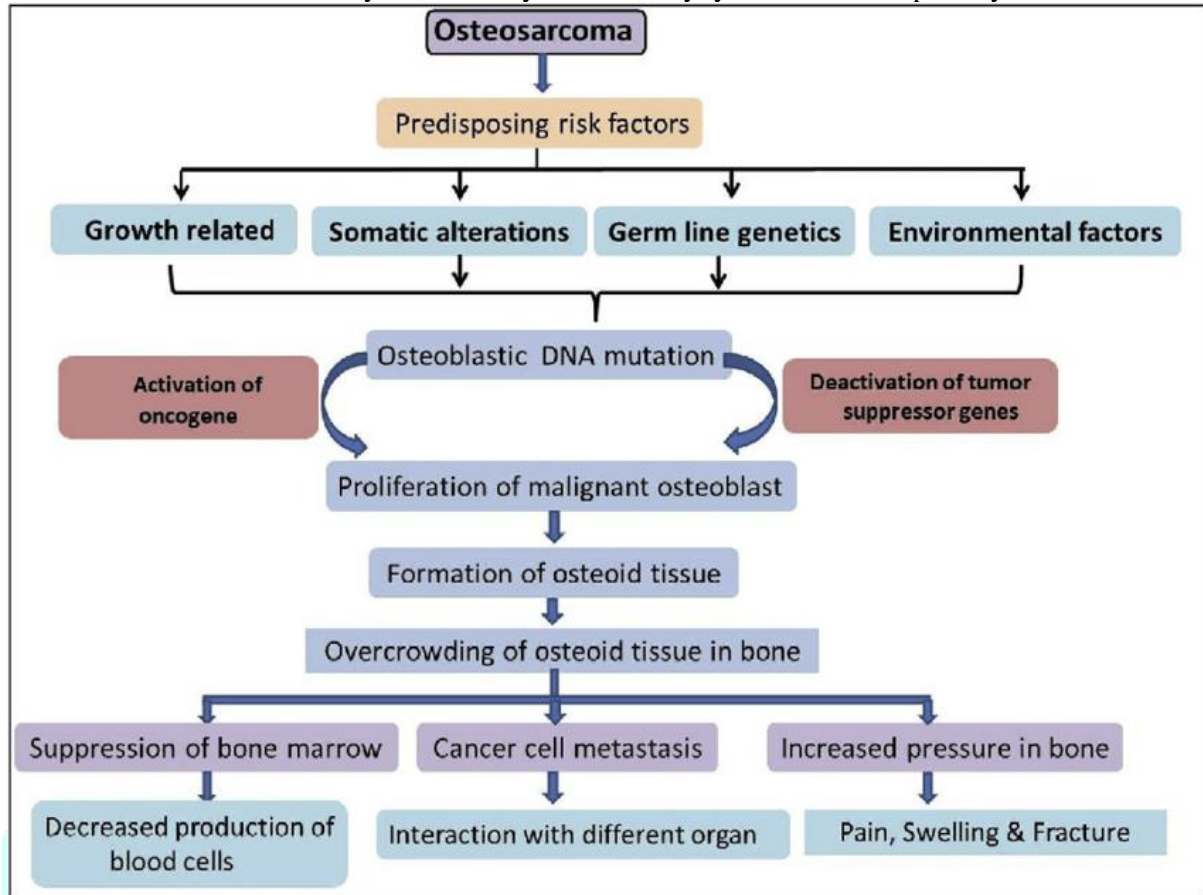 Osteosarcoma
Predisposing risk factors
Growth related
Somatic alterations
Germ line genetics
Environmental factors
Osteoblastic DNA mutation
Activation of
oncogene
Deactivation of tumor
suppressor genes
Proliferation of malignant osteoblast
Formation of osteoid tissue
Overcrowding of osteoid tissue in bone
Suppression of bone marrow
Cancer cell metastasis
Increased pressure in bone
Decreased production of
blood cells
Interaction with different organ
Pain, Swelling & Fracture